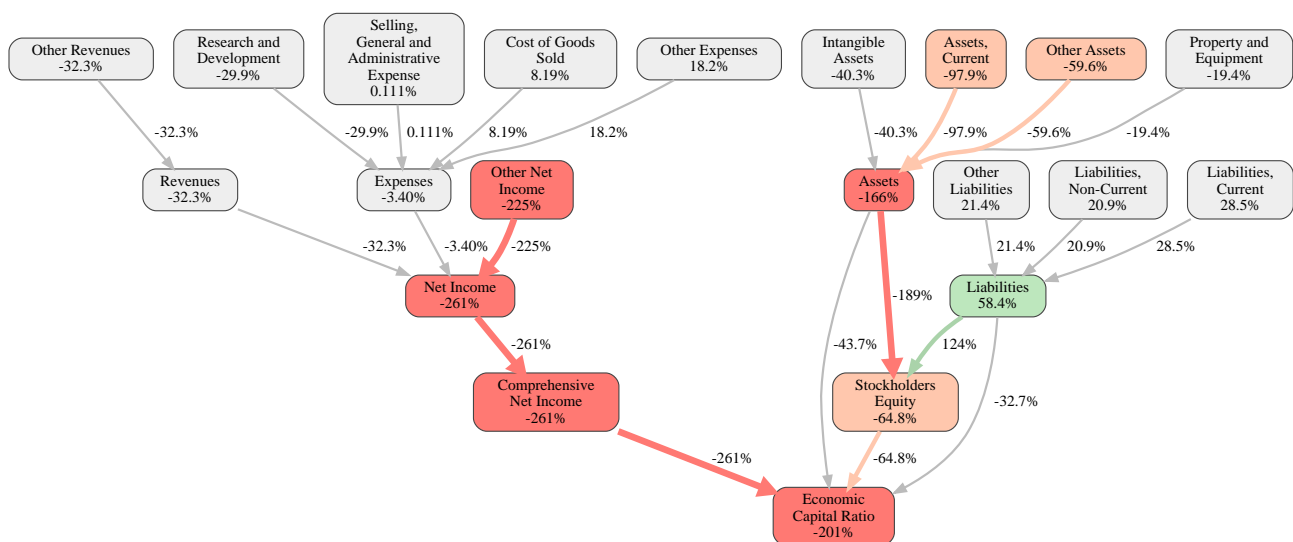 Other Revenues
-32.3%
Research and
Development
-29.9%
Selling,
General and
Administrative
Expense
0.111%
Cost of Goods
Sold
8.19%
Other Expenses
18.2%
Intangible
Assets
-40.3%
Assets,
Current
-97.9%
Other Assets
-59.6%
Property and
Equipment
-19.4%
-32.3%
-29.9%
0.111%
8.19%
18.2%
-40.3%
-97.9%
-59.6%
-19.4%
Revenues
-32.3%
Expenses
-3.40%
Other Net
Income
-225%
Assets
-166%
Other
Liabilities
21.4%
Liabilities,
Non-Current
20.9%
Liabilities,
Current
28.5%
-32.3%
-3.40%
-225%
21.4%
20.9%
28.5%
Net Income
-261%
Liabilities
58.4%
-189%
-261%
-43.7%
124%
Comprehensive
Net Income
-261%
Stockholders
Equity
-64.8%
-32.7%
-261%
-64.8%
Economic
Capital Ratio
-201%